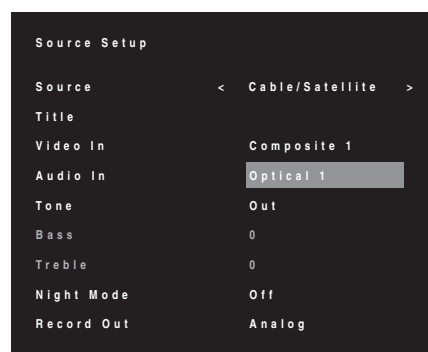 Source Setup
Source < Cable/Satellite >
Title
Video In Composite 1
Audio In Optical 1
Tone Out
Bass 0
Treble 0
Night Mode Off
Record Out Analog